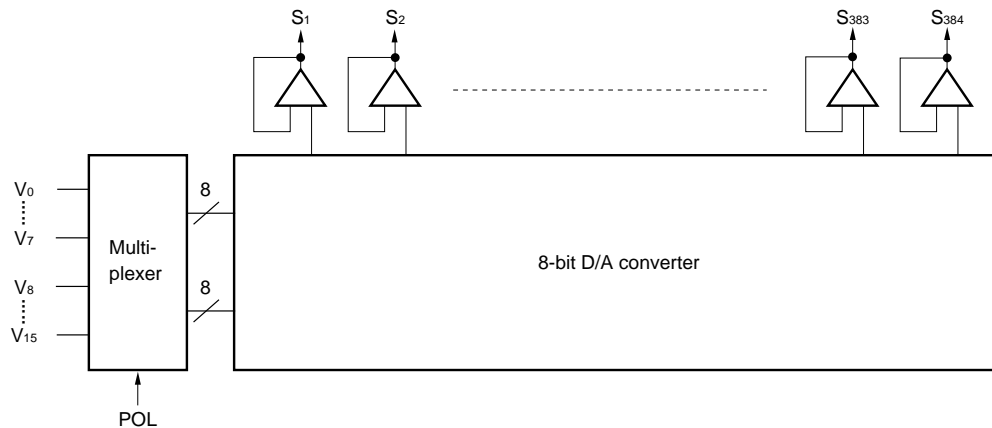 S1 S2 S383 S384
V0
V7
V8
V15
Multi-
plexer
8
8
8-bit D/A converter
POL